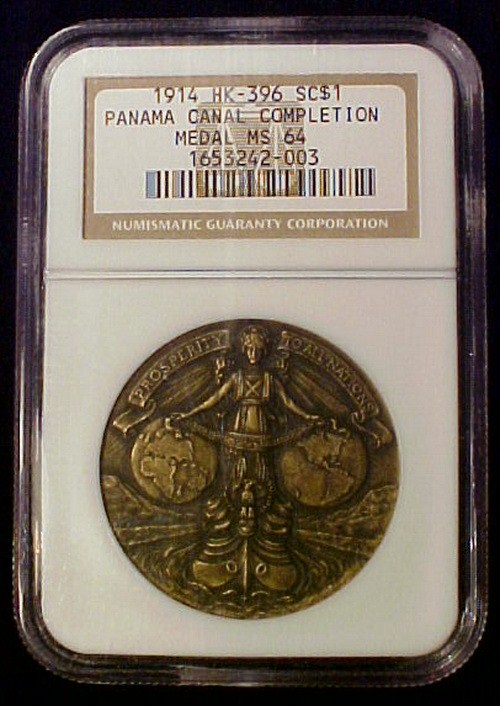 1914 HK-396 SC$1
PANAMA CANAL COMPLETION
MEDAL MS 64
1653242-003
NUMISMATIC GUARANTY CORPORATION
PROSPERITY TO ALL NATIONS